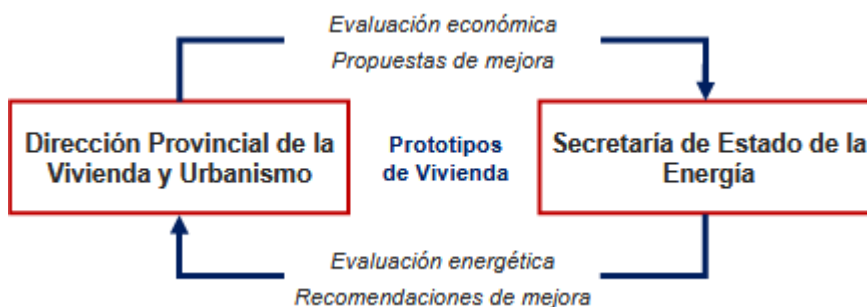 Evaluación económica
Propuestas de mejora
Dirección Provincial de la
Vivienda y Urbanismo
Prototipos
de Vivienda
Secretaría de Estado de la
Energía
Evaluación energética
Recomendaciones de mejora